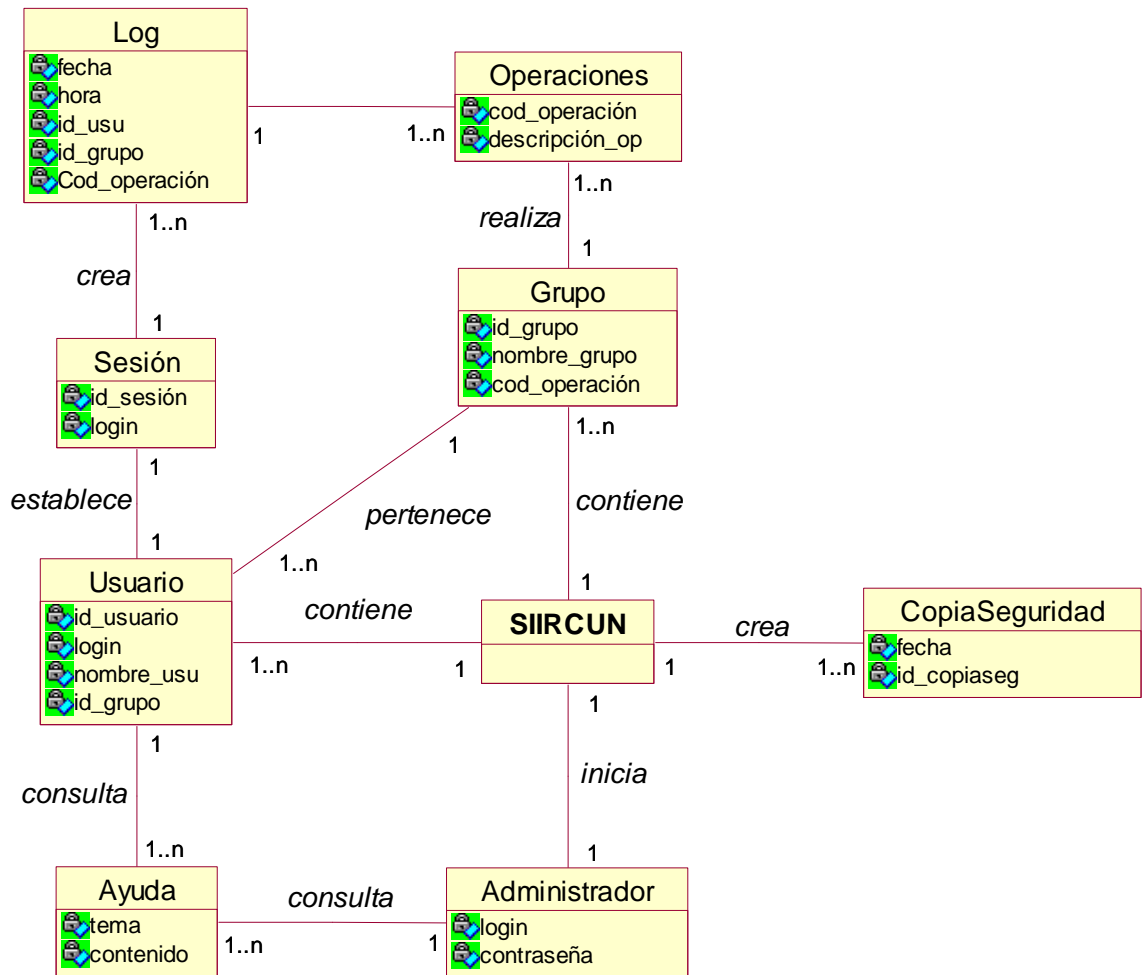 Log
fecha
hora
id_usu
id_grupo
Cod_operación
Operaciones
cod_operación
descripción_op
1
1..n
1..n
realiza
1
1..n
crea
1
Grupo
id_grupo
nombre_grupo
cod_operación
Sesión
id_sesión
login
1
establece
1
1
pertenece
1..n
1..n
contiene
1
Usuario
id_usuario
login
nombre_usu
id_grupo
contiene
1..n
1
SIIRCUN
crea
1
1..n
CopiaSeguridad
fecha
id_copiaseg
1
consulta
1..n
1
inicia
1
Ayuda
tema
contenido
consulta
1..n
1
Administrador
login
contraseña